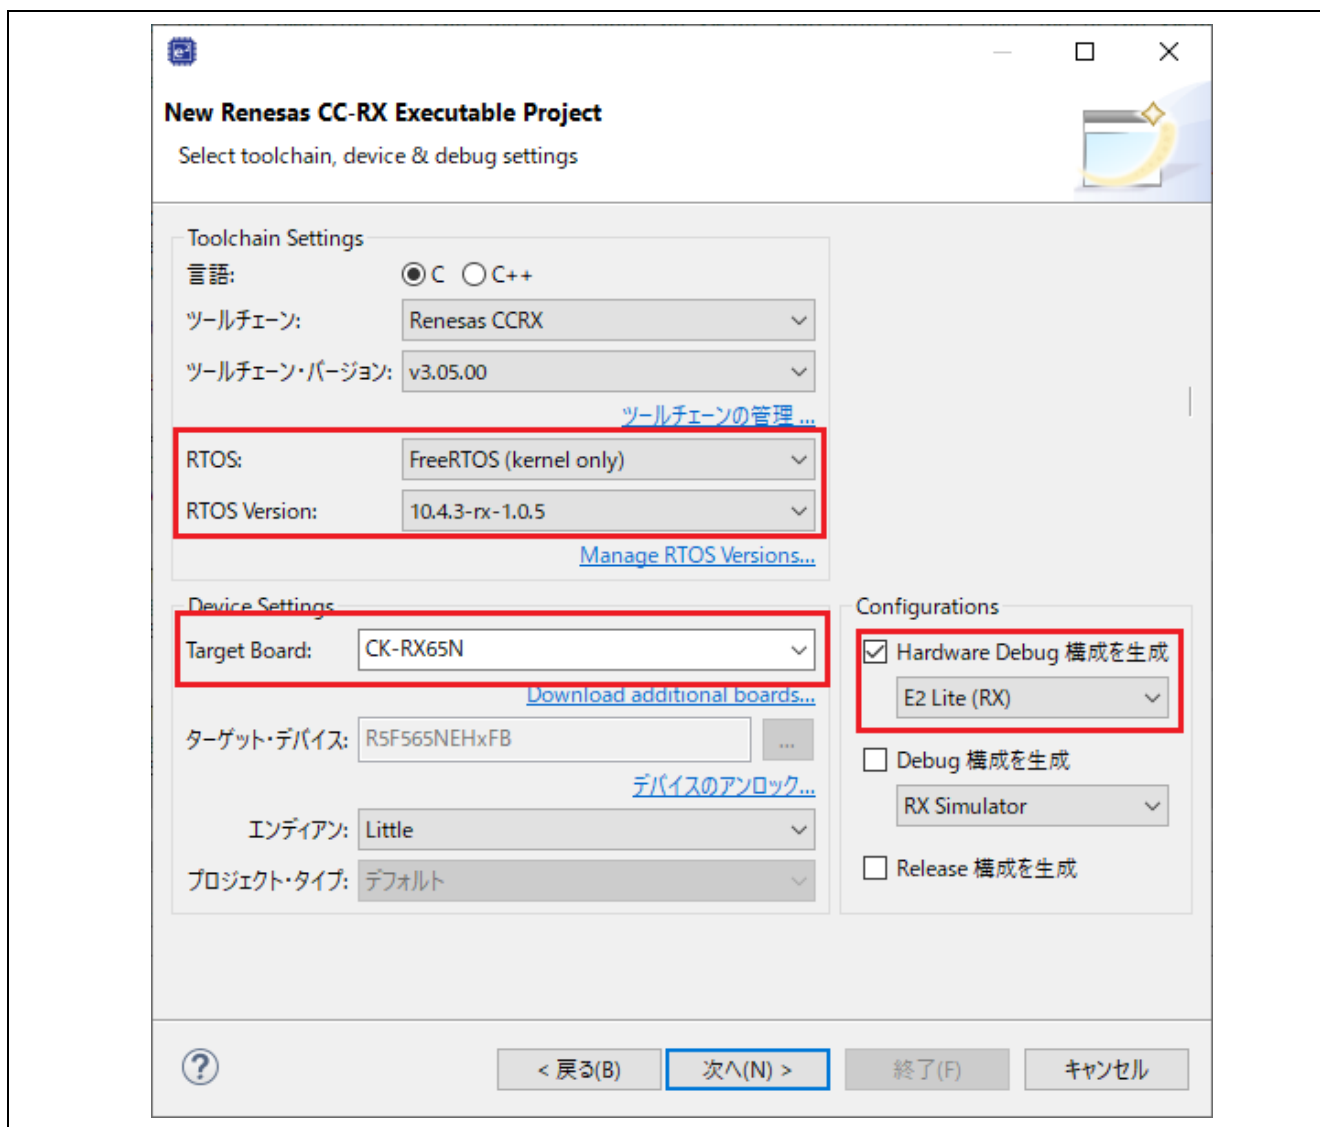 New Renesas CC-RX Executable Project
Select toolchain, device & debug settings
Toolchain Settings
言語: C C++
ツールチェーン: Renesas CCRX
ツールチェーン・バージョン: v3.05.00
ツールチェーンの管理 ...
RTOS: FreeRTOS (kernel only)
RTOS Version: 10.4.3-rx-1.0.5
Manage RTOS Versions...
Device Settings
Target Board: CK-RX65N
Download additional boards...
ターゲット・デバイス: R5F565NEHxFB ...
デバイスのアンロック...
エンディアン: Little
プロジェクト・タイプ: デフォルト
Configurations
Hardware Debug 構成を生成
E2 Lite (RX)
Debug 構成を生成
RX Simulator
Release 構成を生成
< 戻る(B) 次へ(N) > 終了(F) キャンセル